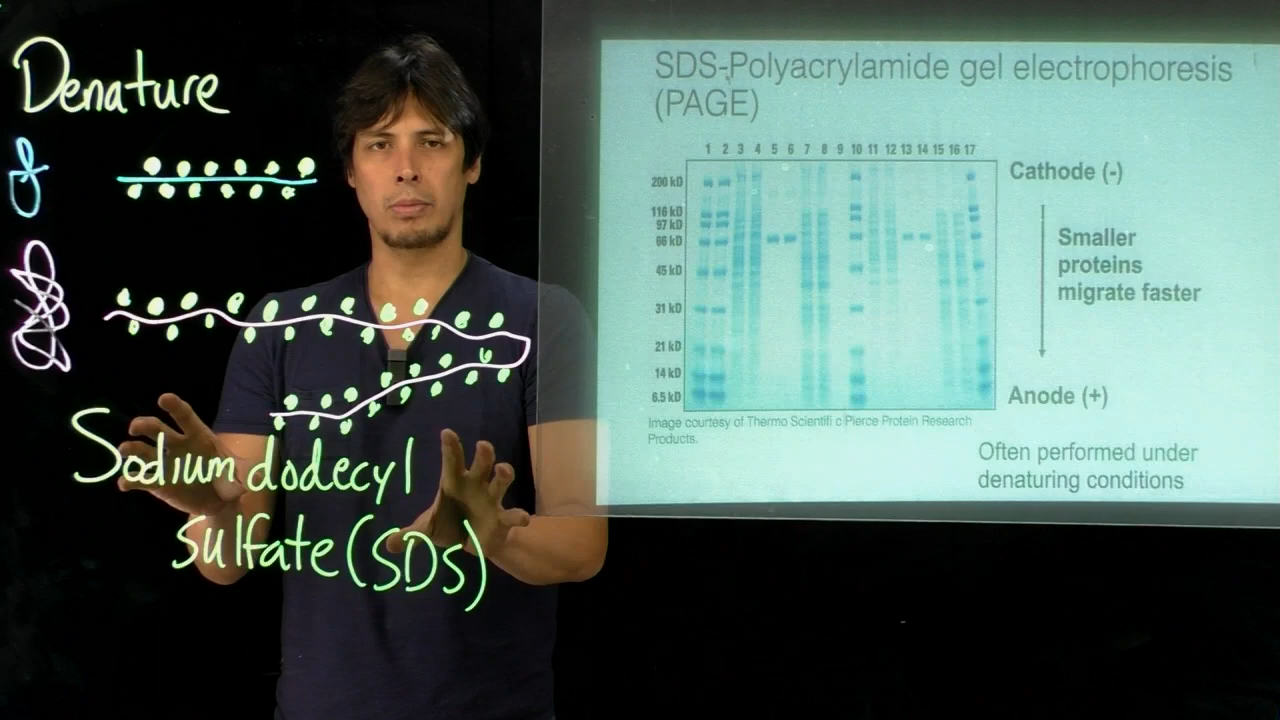 Denature
Sodium dodecyl
sulfate (SDS)
SDS-Polyacrylamide gel electrophoresis
(PAGE)
1 2 3 4 5 6 7 8 9 10 11 12 13 14 15 16 17
200 kD
116 kD
97 kD
66 kD
45 kD
31 kD
21 kD
14 kD
6.5 kD
Cathode (-)
Smaller
proteins
migrate faster
Anode (+)
Image courtesy of Thermo Scientifi c Pierce Protein Research
Products.
Often performed under
denaturing conditions